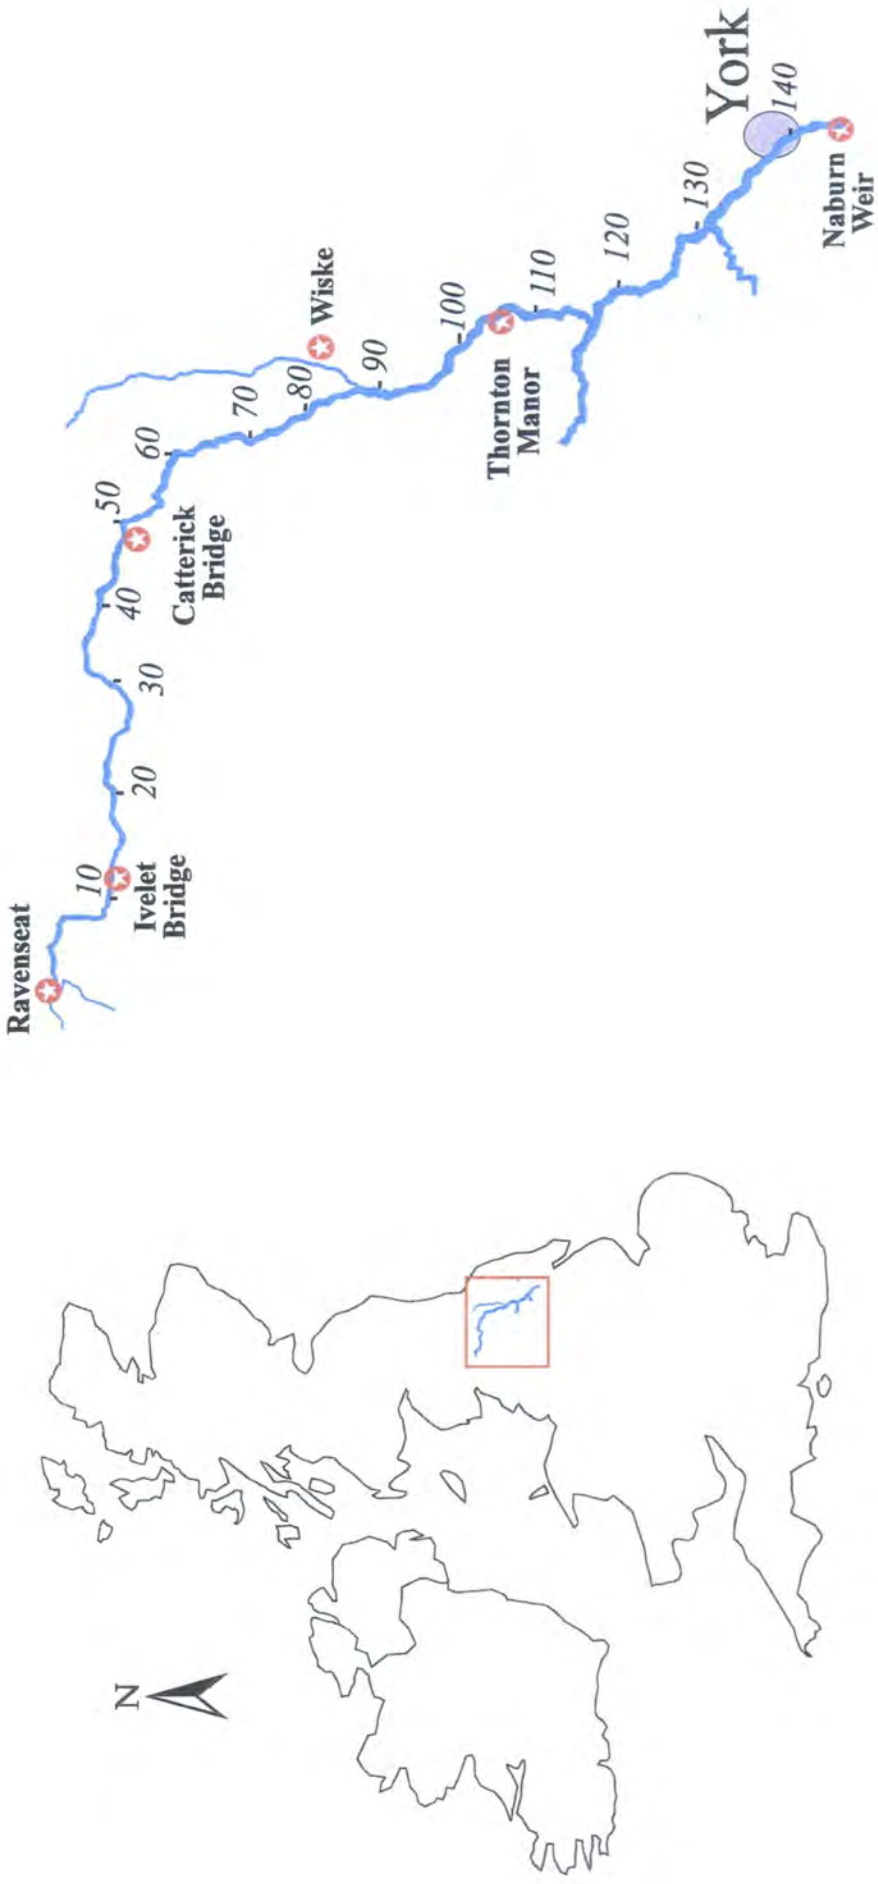 N
Ravenseat
10
Ivelet
Bridge
20
30
40
50
Catterick
Bridge
60
70
80
Wiske
90
100
Thornton
Manor
110
120
130
York
140
Naburn
Weir